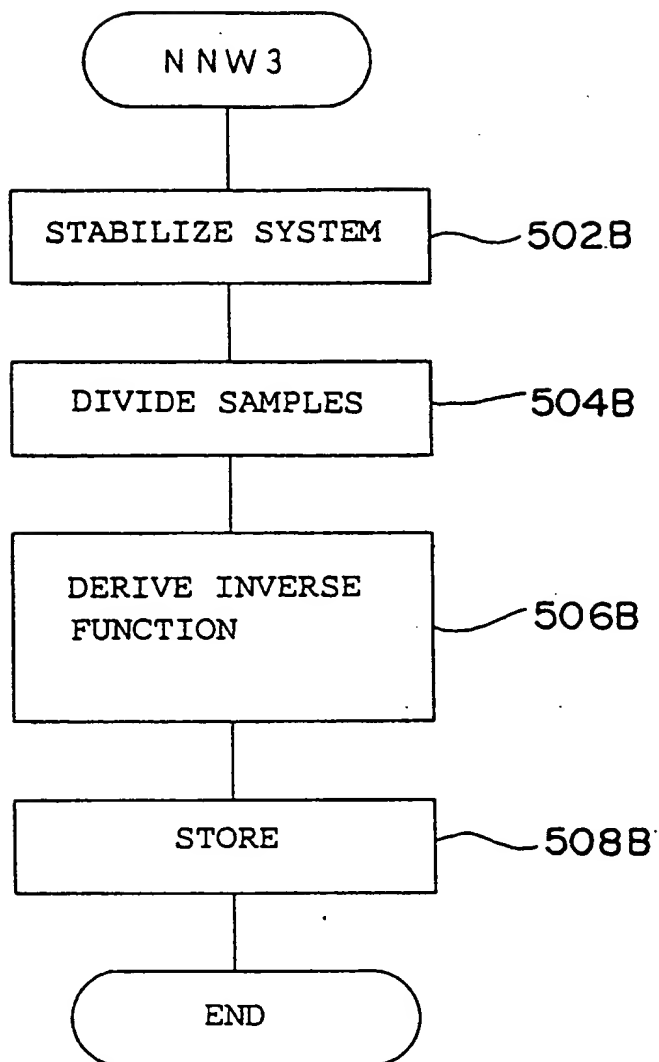 NNW3
STABILIZE SYSTEM
502B
DIVIDE SAMPLES
504B
DERIVE INVERSE
FUNCTION
506B
STORE
508B
END